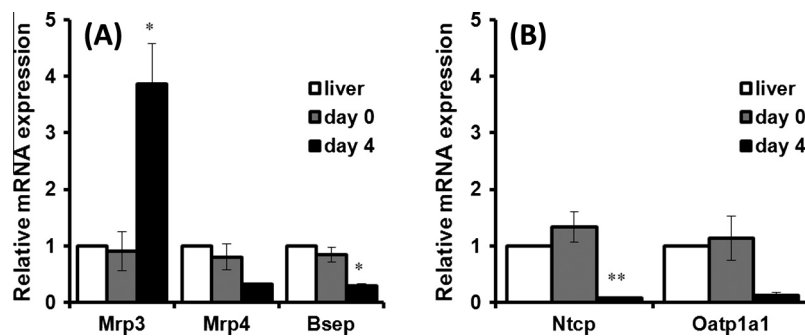 (A)
Relative mRNA expression
5
4
3
2
1
0
*
*
liver
day 0
day 4
Mrp3 Mrp4 Bsep
(B)
Relative mRNA expression
5
4
3
2
1
0
**
liver
day 0
day 4
Ntcp Oatp1a1